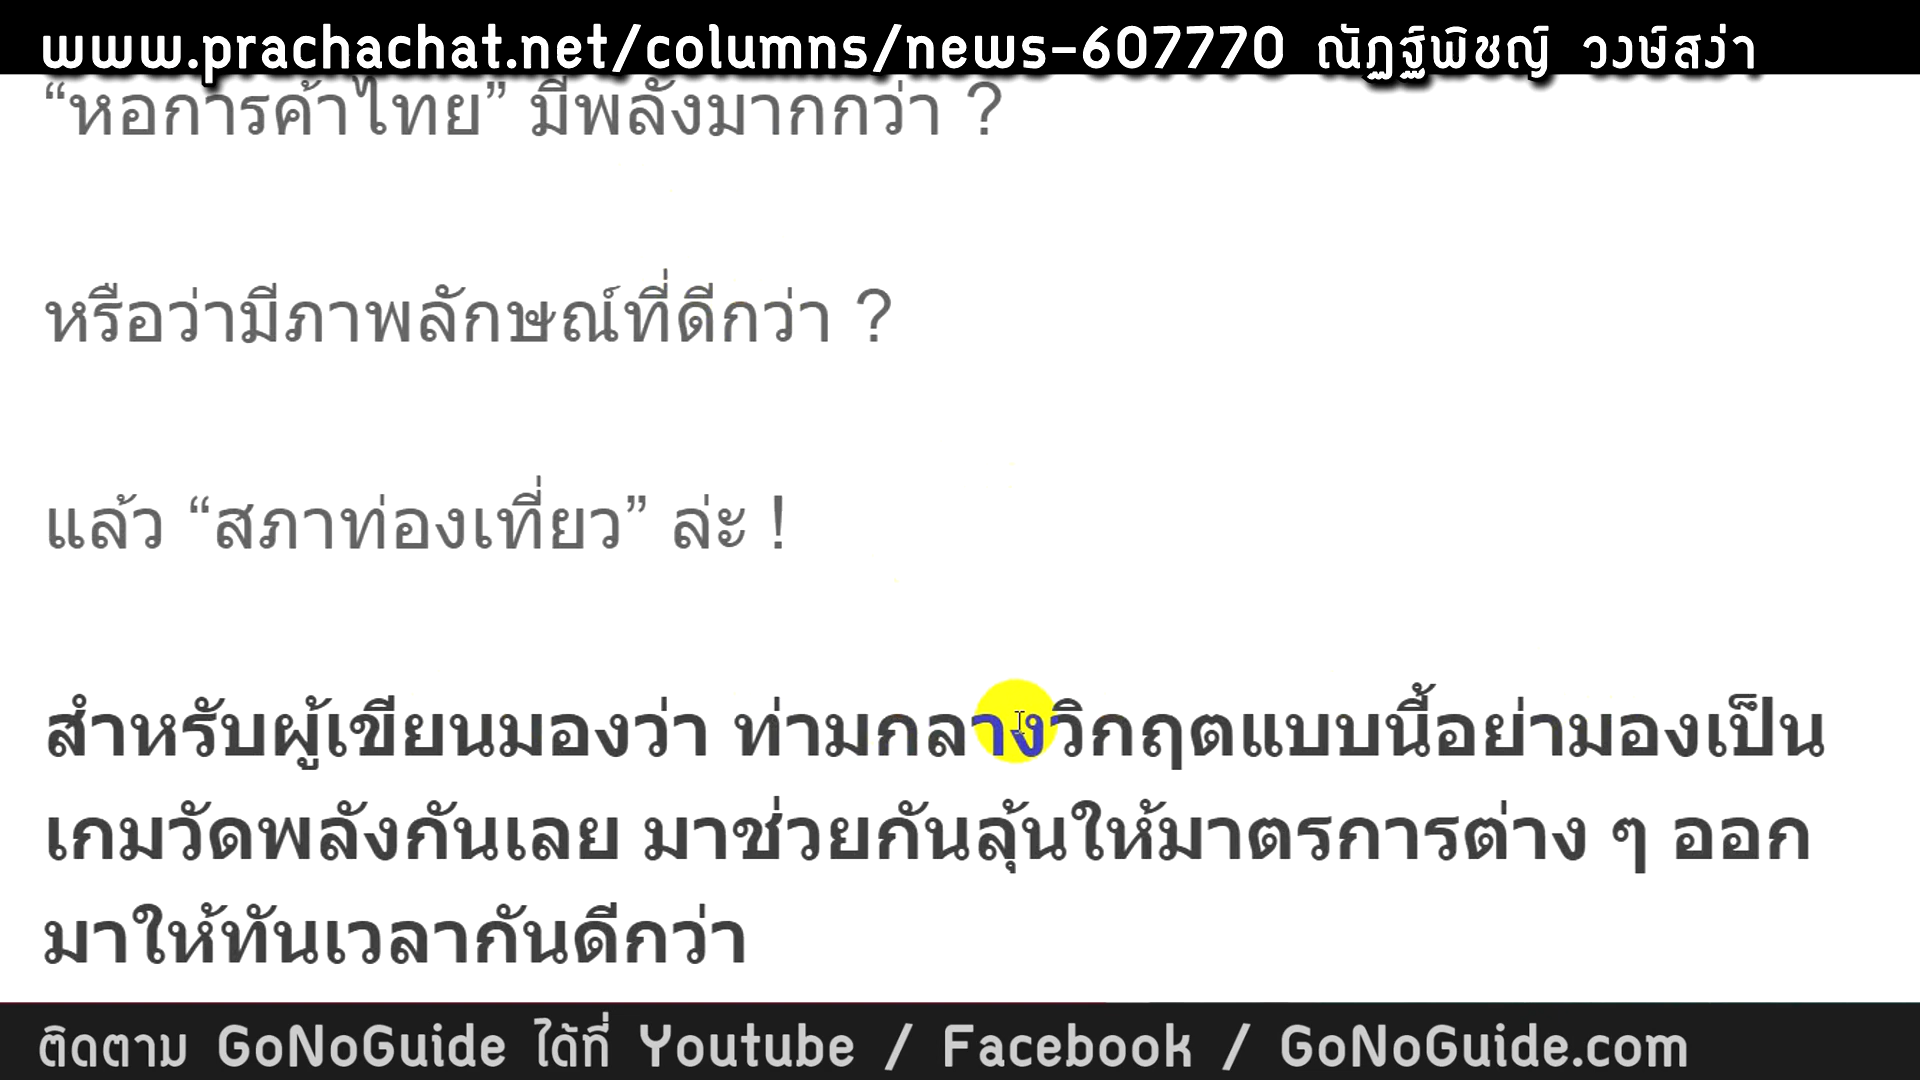 www.prachachat.net/columns/news-607770 ณัฏฐ์พิชญ์ วงษ์สง่า
“หอการค้าไทย” มีพลังมากกว่า ?
หรือว่ามีภาพลักษณ์ที่ดีกว่า ?
แล้ว “สภาท่องเที่ยว” ล่ะ !
สำหรับผู้เขียนมองว่า ท่ามกลางวิกฤตแบบนี้อย่ามองเป็น
เกมวัดพลังกันเลย มาช่วยกันลุ้นให้มาตรการต่าง ๆ ออก
มาให้ทันเวลากันดีกว่า
ติดตาม GoNoGuide ได้ที่ Youtube / Facebook / GoNoGuide.com